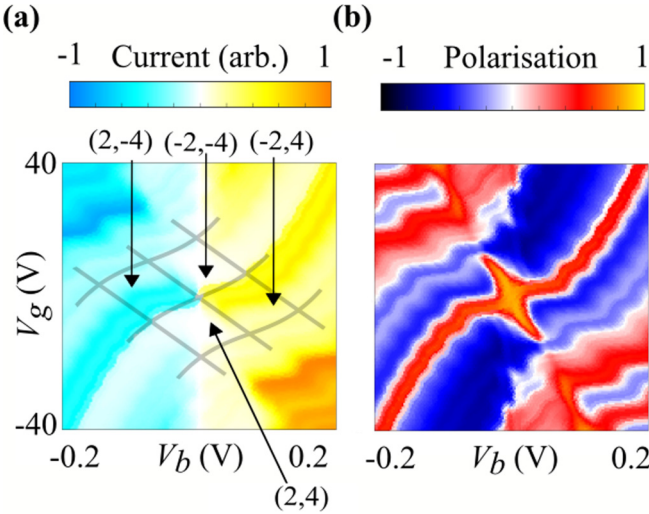 (a)
(b)
-1 Current (arb.) 1
-1 Polarisation 1
(2,-4) (-2,-4) (-2,4)
40
Vg (V)
-40
-0.2 Vb (V) 0.2
-0.2 Vb (V) 0.2
(2,4)